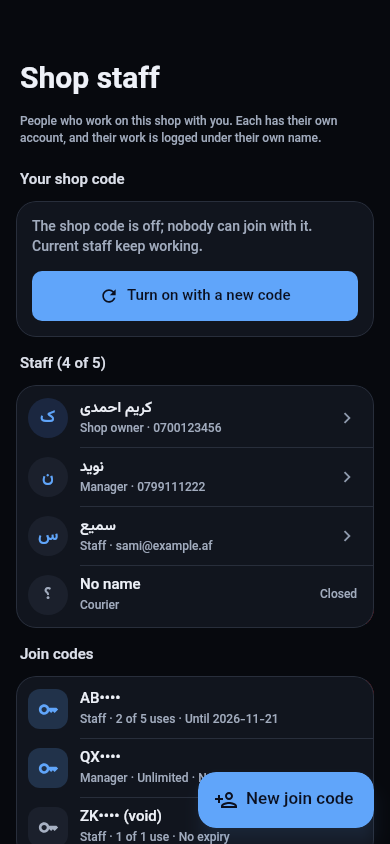 Shop staff
People who work on this shop with you. Each has their own
account, and their work is logged under their own name.
Your shop code
The shop code is off; nobody can join with it.
Current staff keep working.
Turn on with a new code
Staff (4 of 5)
ک
کریم احمدی
Shop owner · 0700123456
ن
نوید
Manager · 0799111222
س
سمیع
Staff · sami@example.af
؟
No name
Courier
Closed
Join codes
AB••••
Staff · 2 of 5 uses · Until 2026-11-21
QX••••
Manager · Unlimited ·
New join code
ZK•••• (void)
Staff · 1 of 1 use · No expiry